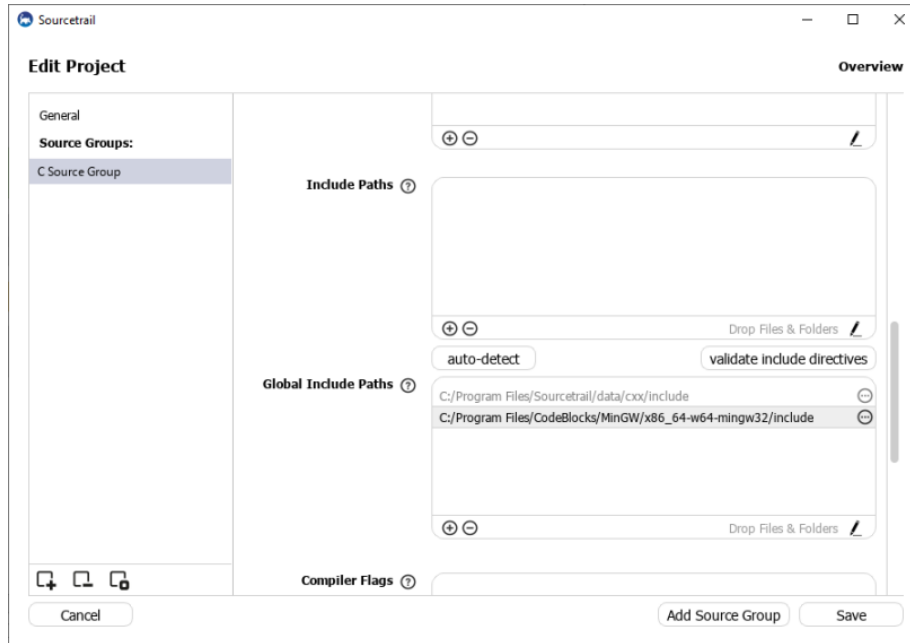 Sourcetrail
Edit Project
Overview
General
Source Groups:
C Source Group
Include Paths ?
Drop Files & Folders
auto-detect
validate include directives
Global Include Paths ?
C:/Program Files/Sourcetrail/data/cxx/include
C:/Program Files/CodeBlocks/MinGW/x86_64-w64-mingw32/include
Drop Files & Folders
Compiler Flags ?
Cancel
Add Source Group
Save